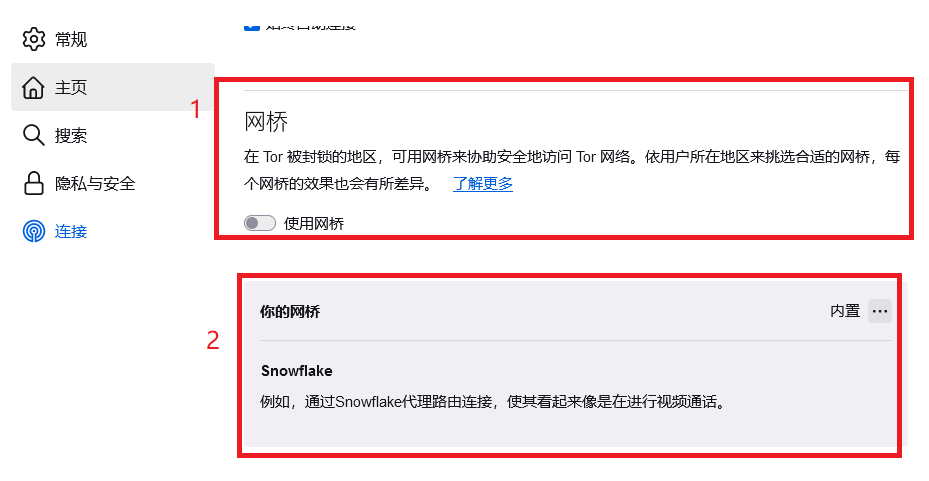 常规
主页
搜索
隐私与安全
连接
始终自动连接
1
网桥
在 Tor 被封锁的地区，可用网桥来协助安全地访问 Tor 网络。依用户所在地区来挑选合适的网桥，每
个网桥的效果也会有所差异。 了解更多
使用网桥
2
你的网桥 内置
Snowflake
例如，通过Snowflake代理路由连接，使其看起来像是在进行视频通话。